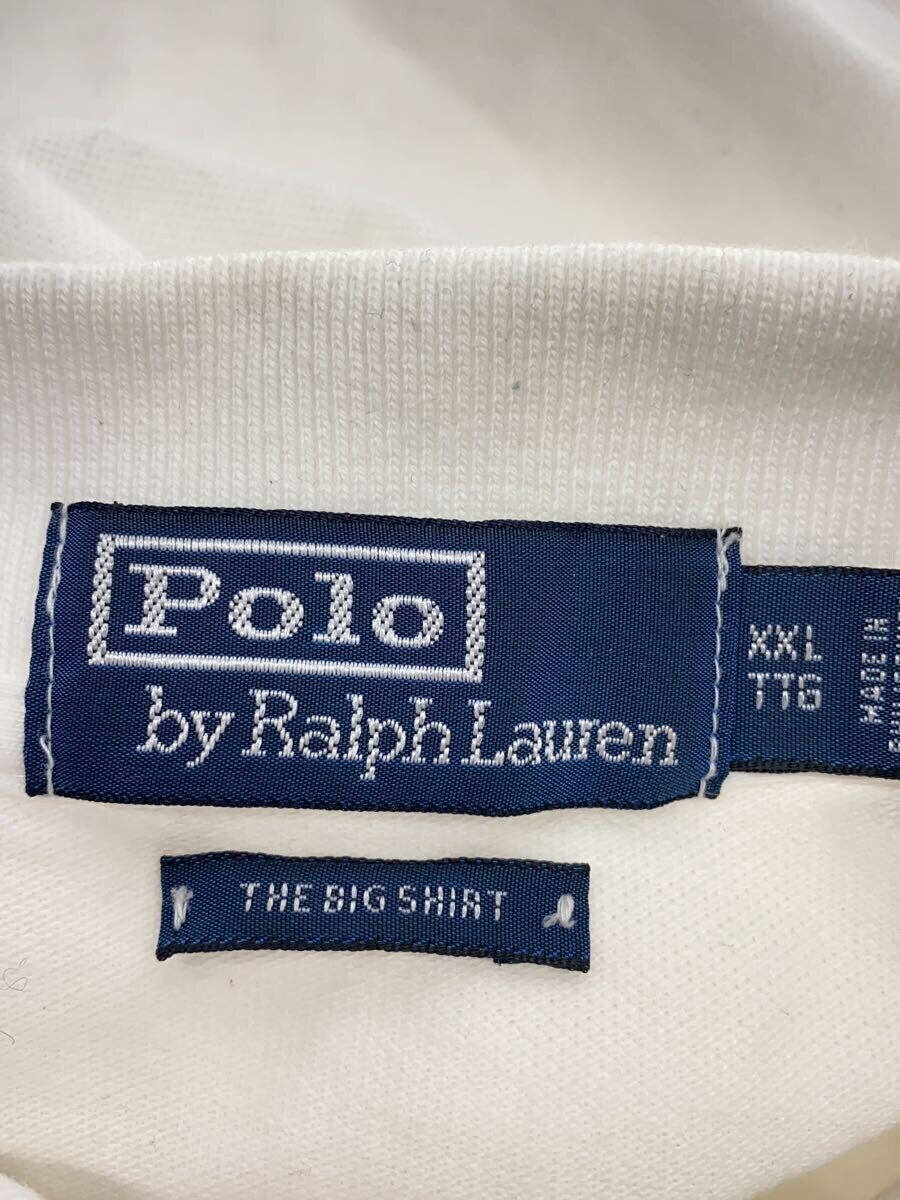 Polo
by Ralph Lauren
XXL
TTG
MADE IN
THE BIG SHIRT